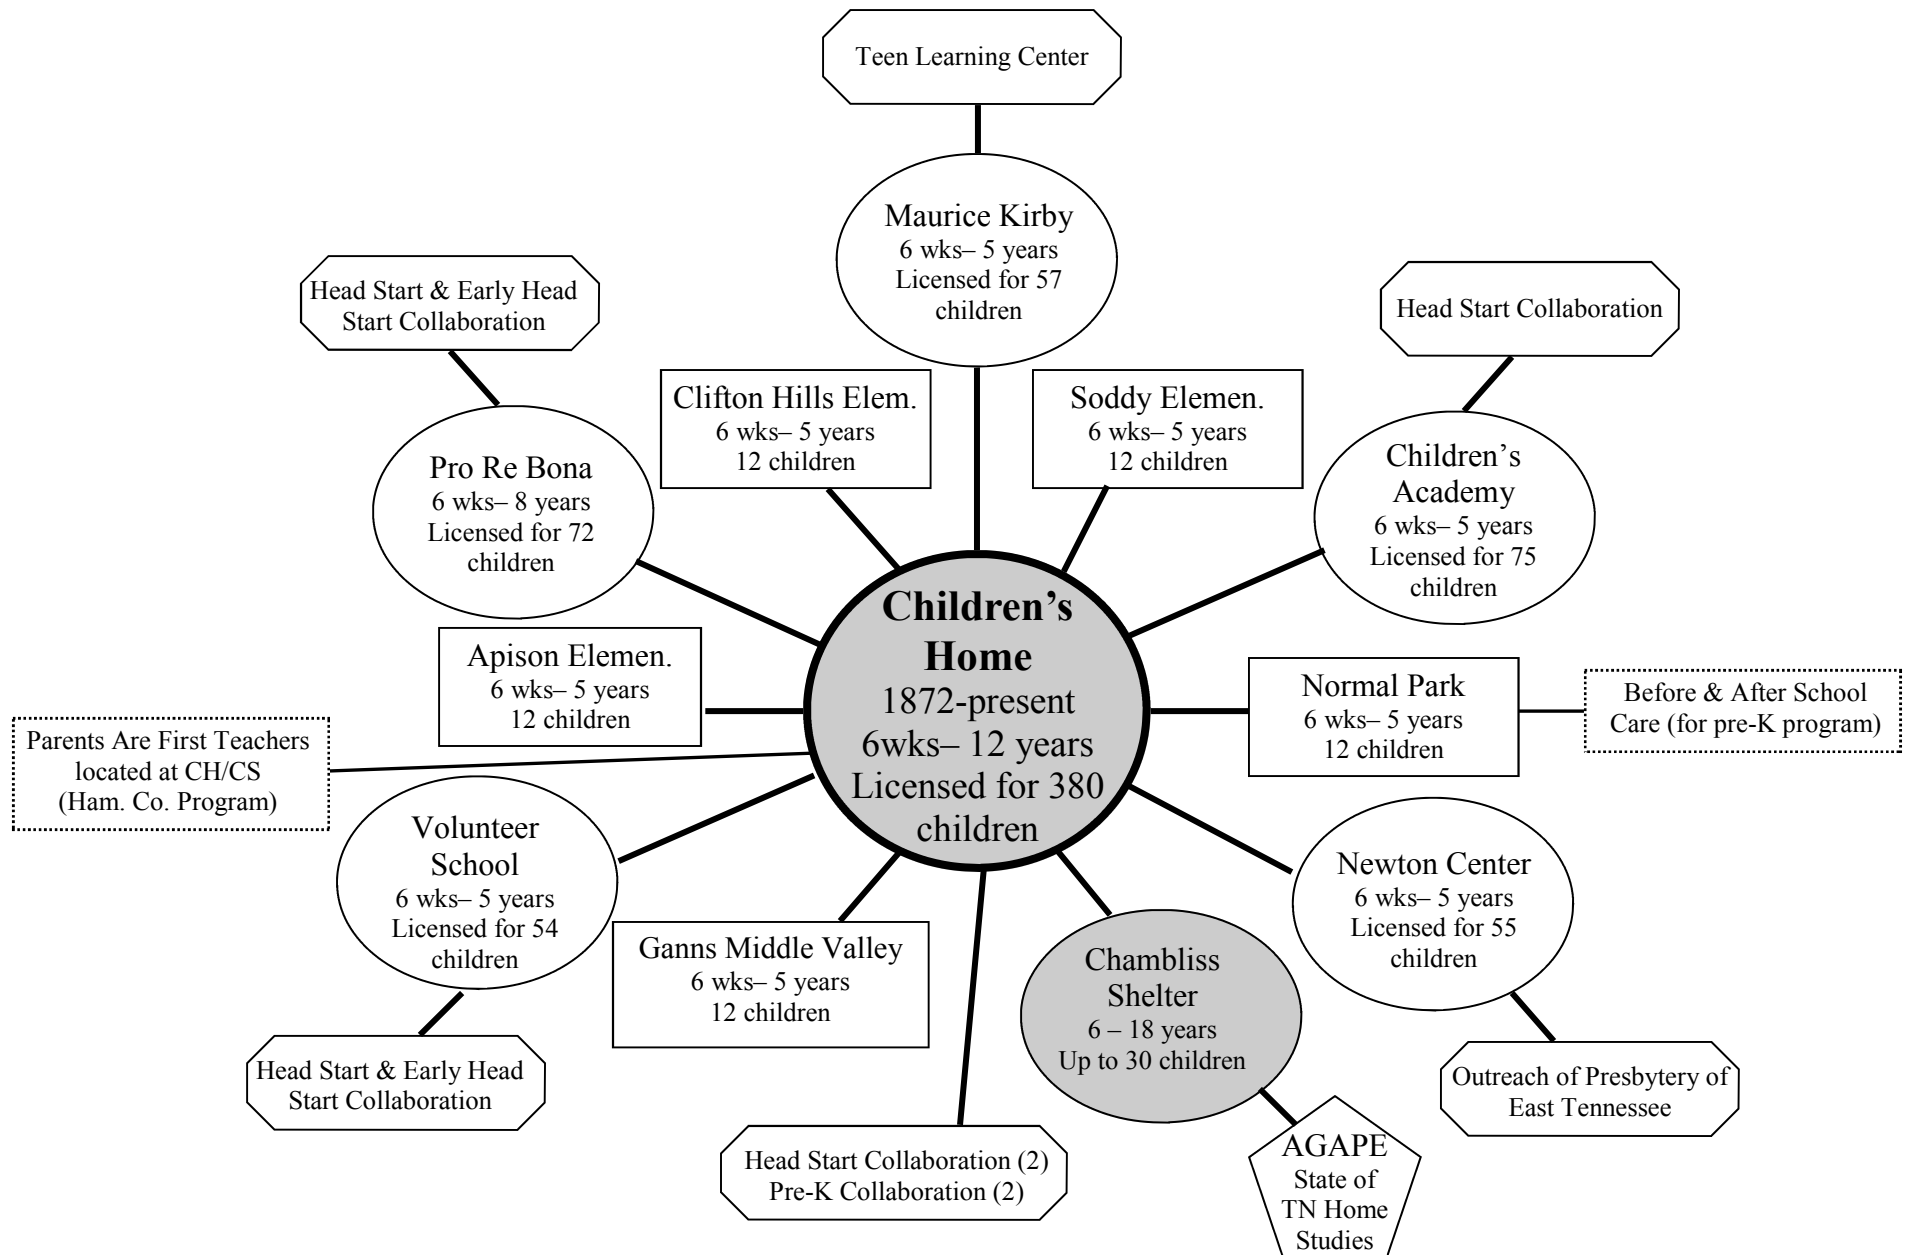 Teen Learning Center
Maurice Kirby
6 wks– 5 years
Licensed for 57
children
Head Start & Early Head
Start Collaboration
Head Start Collaboration
Clifton Hills Elem.
6 wks– 5 years
12 children
Soddy Elemen.
6 wks– 5 years
12 children
Pro Re Bona
6 wks– 8 years
Licensed for 72
children
Children’s
Academy
6 wks– 5 years
Licensed for 75
children
Children’s
Home
1872-present
6wks– 12 years
Licensed for 380
children
Apison Elemen.
6 wks– 5 years
12 children
Normal Park
6 wks– 5 years
12 children
Before & After School
Care (for pre-K program)
Parents Are First Teachers
located at CH/CS
(Ham. Co. Program)
Volunteer
School
6 wks– 5 years
Licensed for 54
children
Newton Center
6 wks– 5 years
Licensed for 55
children
Ganns Middle Valley
6 wks– 5 years
12 children
Chambliss
Shelter
6 – 18 years
Up to 30 children
Head Start & Early Head
Start Collaboration
Outreach of Presbytery of
East Tennessee
Head Start Collaboration (2)
Pre-K Collaboration (2)
AGAPE
State of
TN Home
Studies